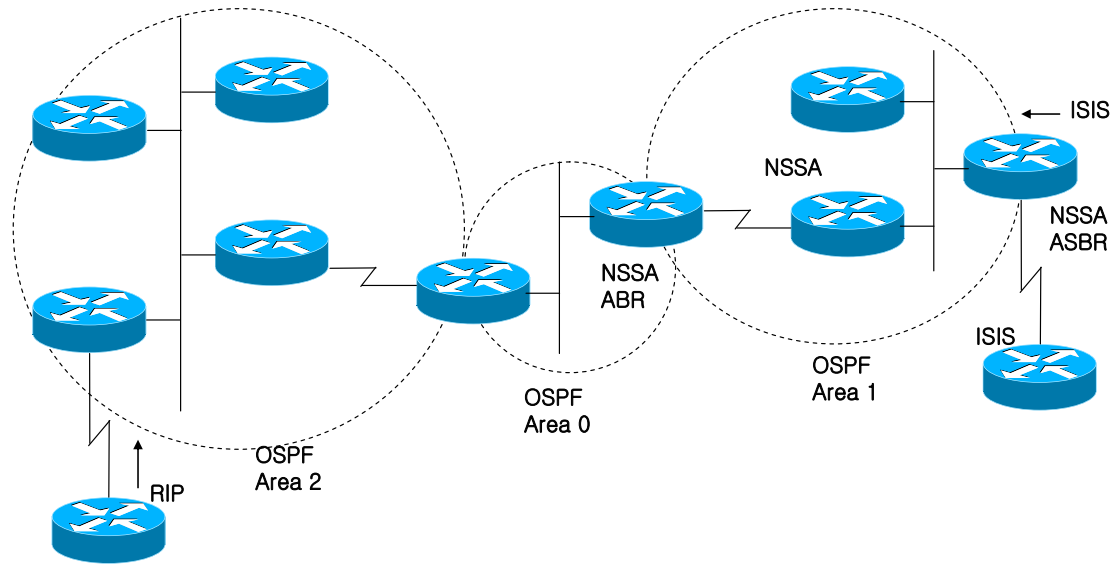 ISIS
NSSA
NSSA
ASBR
NSSA
ABR
ISIS
OSPF
Area 1
OSPF
Area 0
OSPF
Area 2
RIP